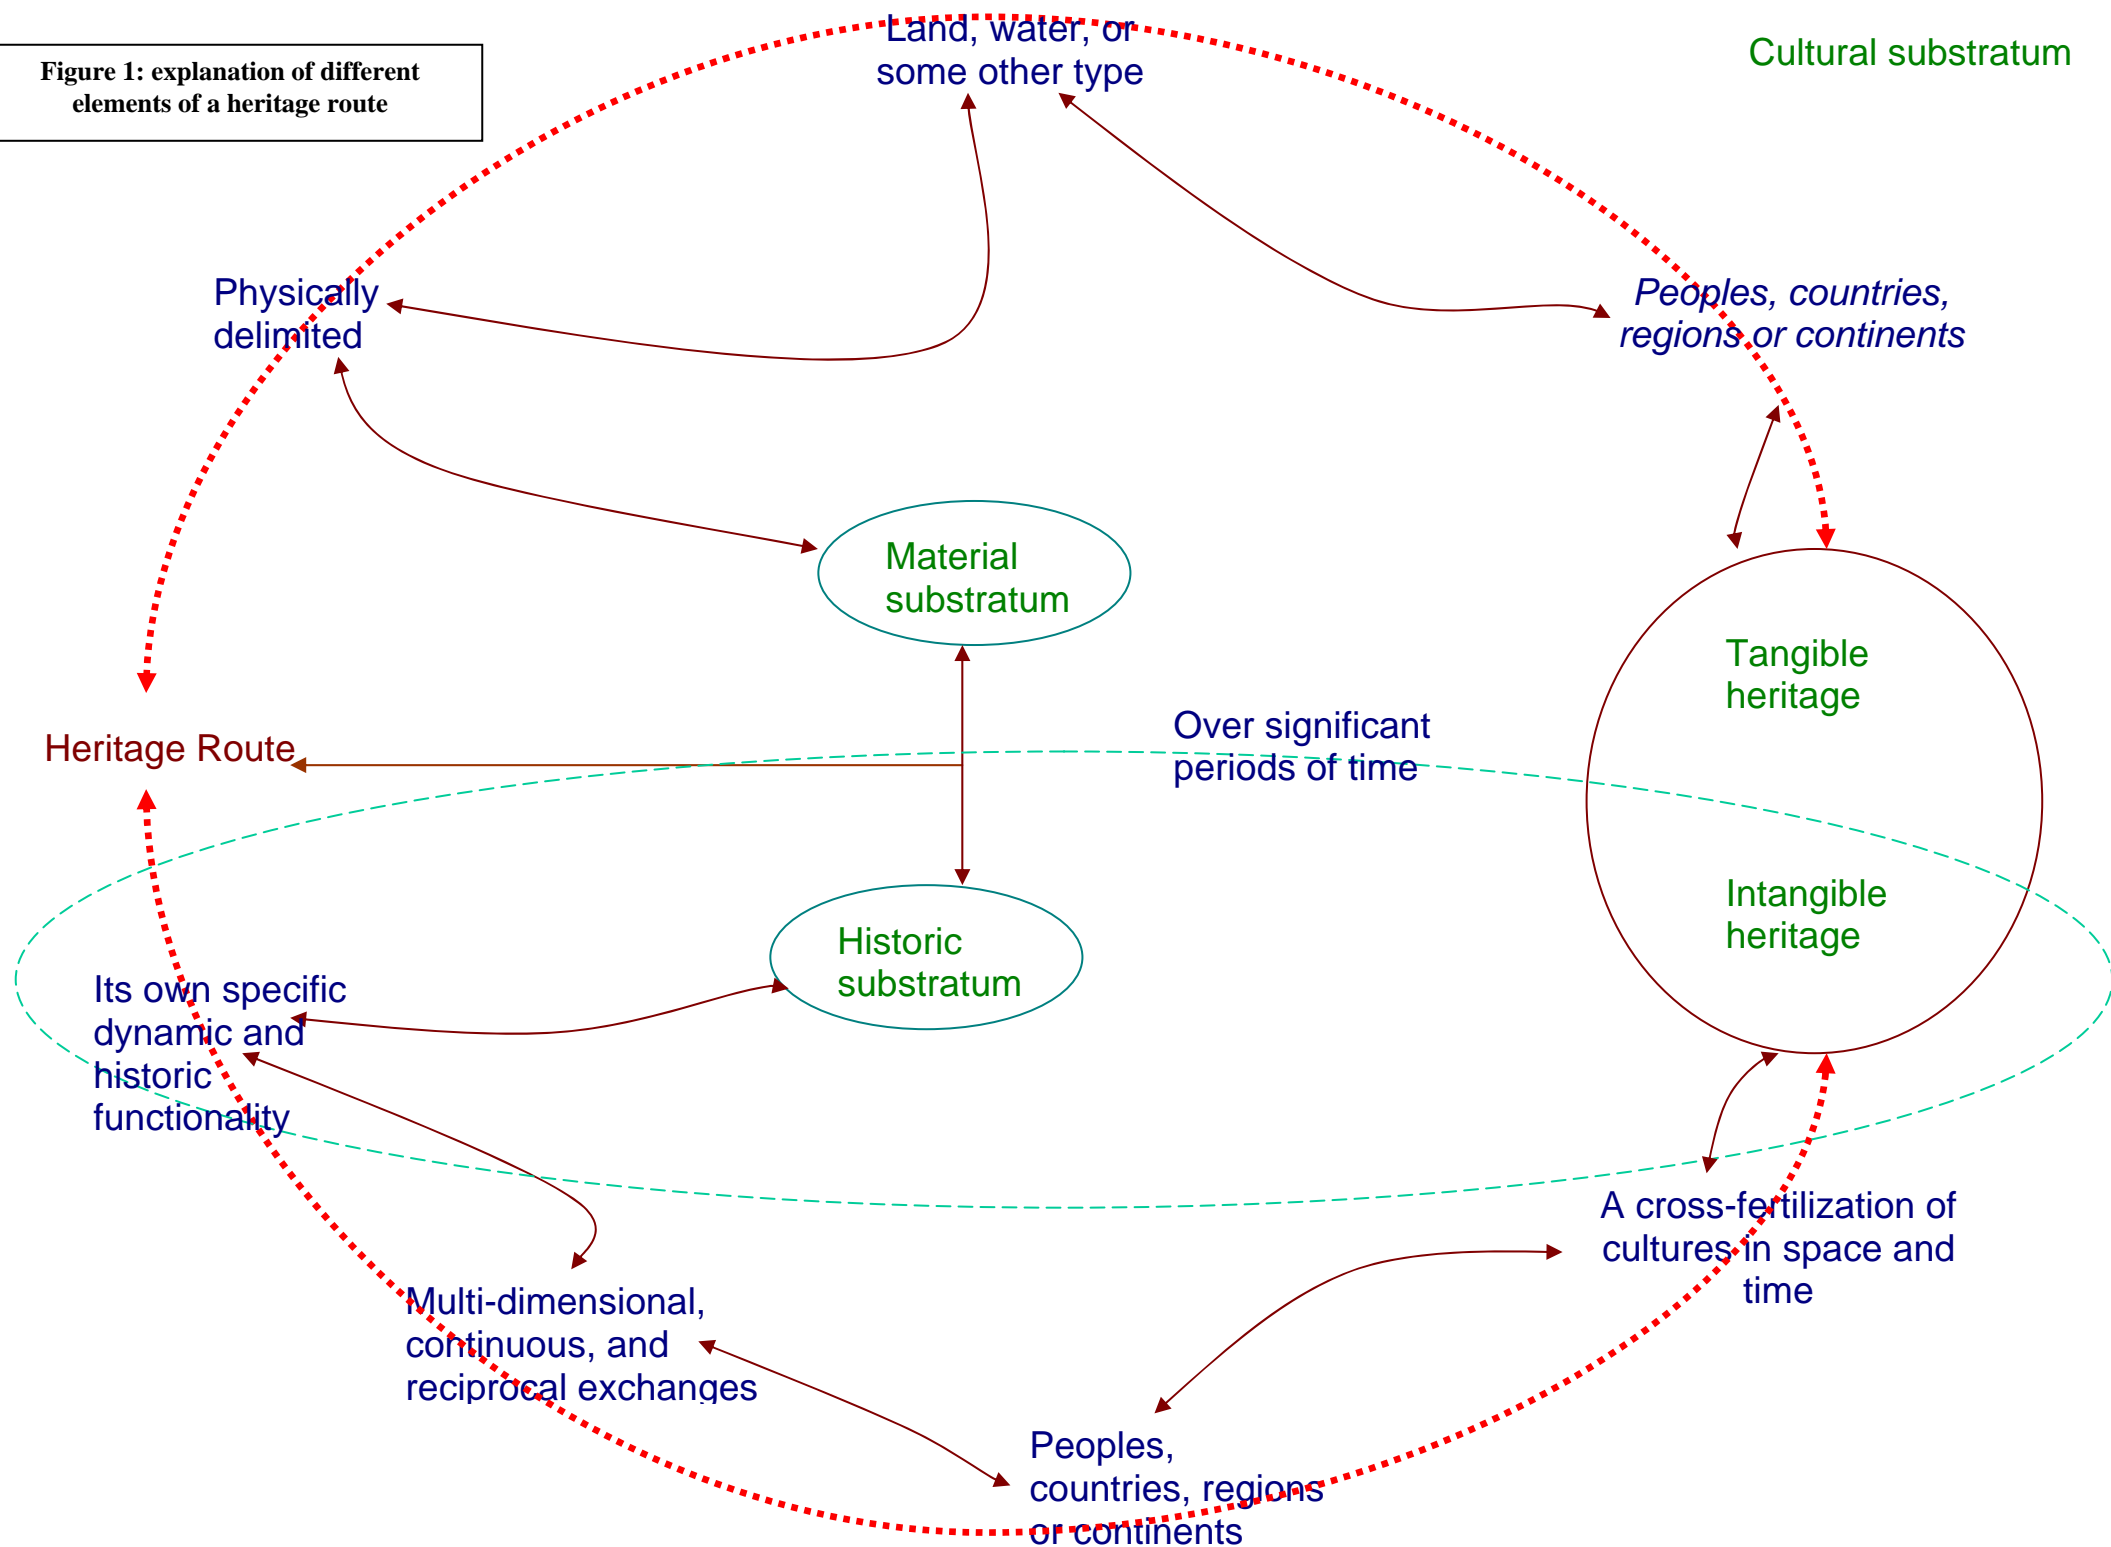 Figure 1: explanation of different
elements of a heritage route
Land, water, or
some other type
Cultural substratum
Physically
delimited
Peoples, countries,
regions or continents
Material
substratum
Tangible
heritage
Heritage Route
Over significant
periods of time
Historic
substratum
Intangible
heritage
Its own specific
dynamic and
historic
functionality
A cross-fertilization of
cultures in space and
time
Multi-dimensional,
continuous, and
reciprocal exchanges
Peoples,
countries, regions
or continents